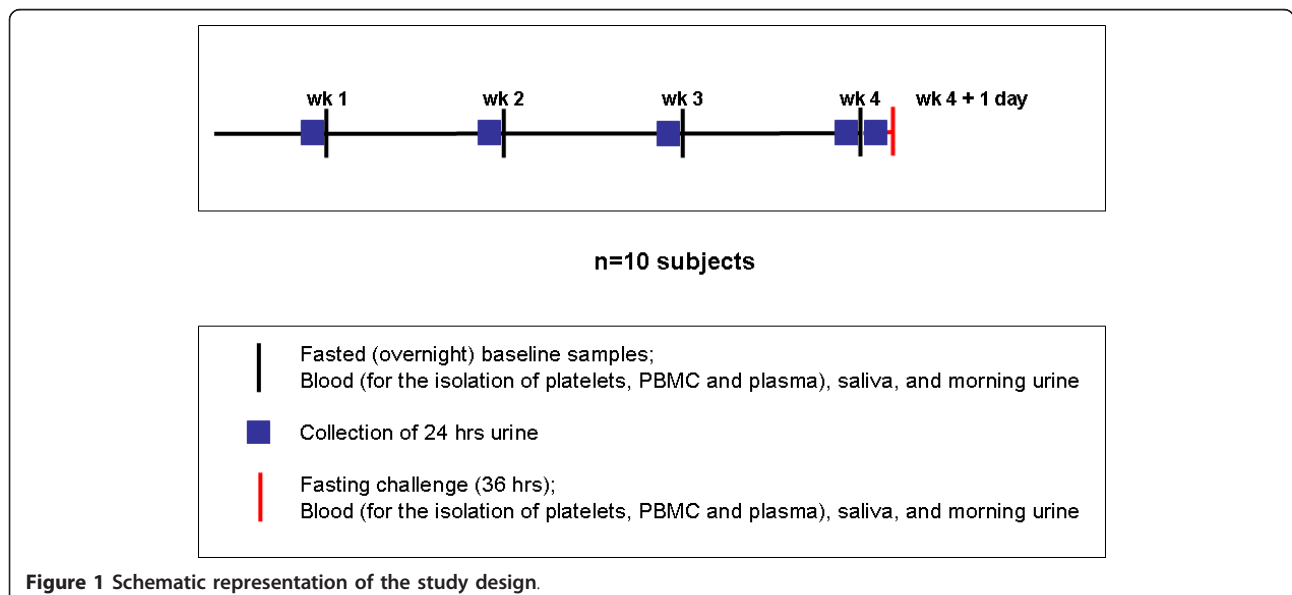 wk 1 wk 2 wk 3 wk 4 wk 4 + 1 day
n=10 subjects
Fasted (overnight) baseline samples;
Blood (for the isolation of platelets, PBMC and plasma), saliva, and morning urine
Collection of 24 hrs urine
Fasting challenge (36 hrs);
Blood (for the isolation of platelets, PBMC and plasma), saliva, and morning urine
Figure 1 Schematic representation of the study design.